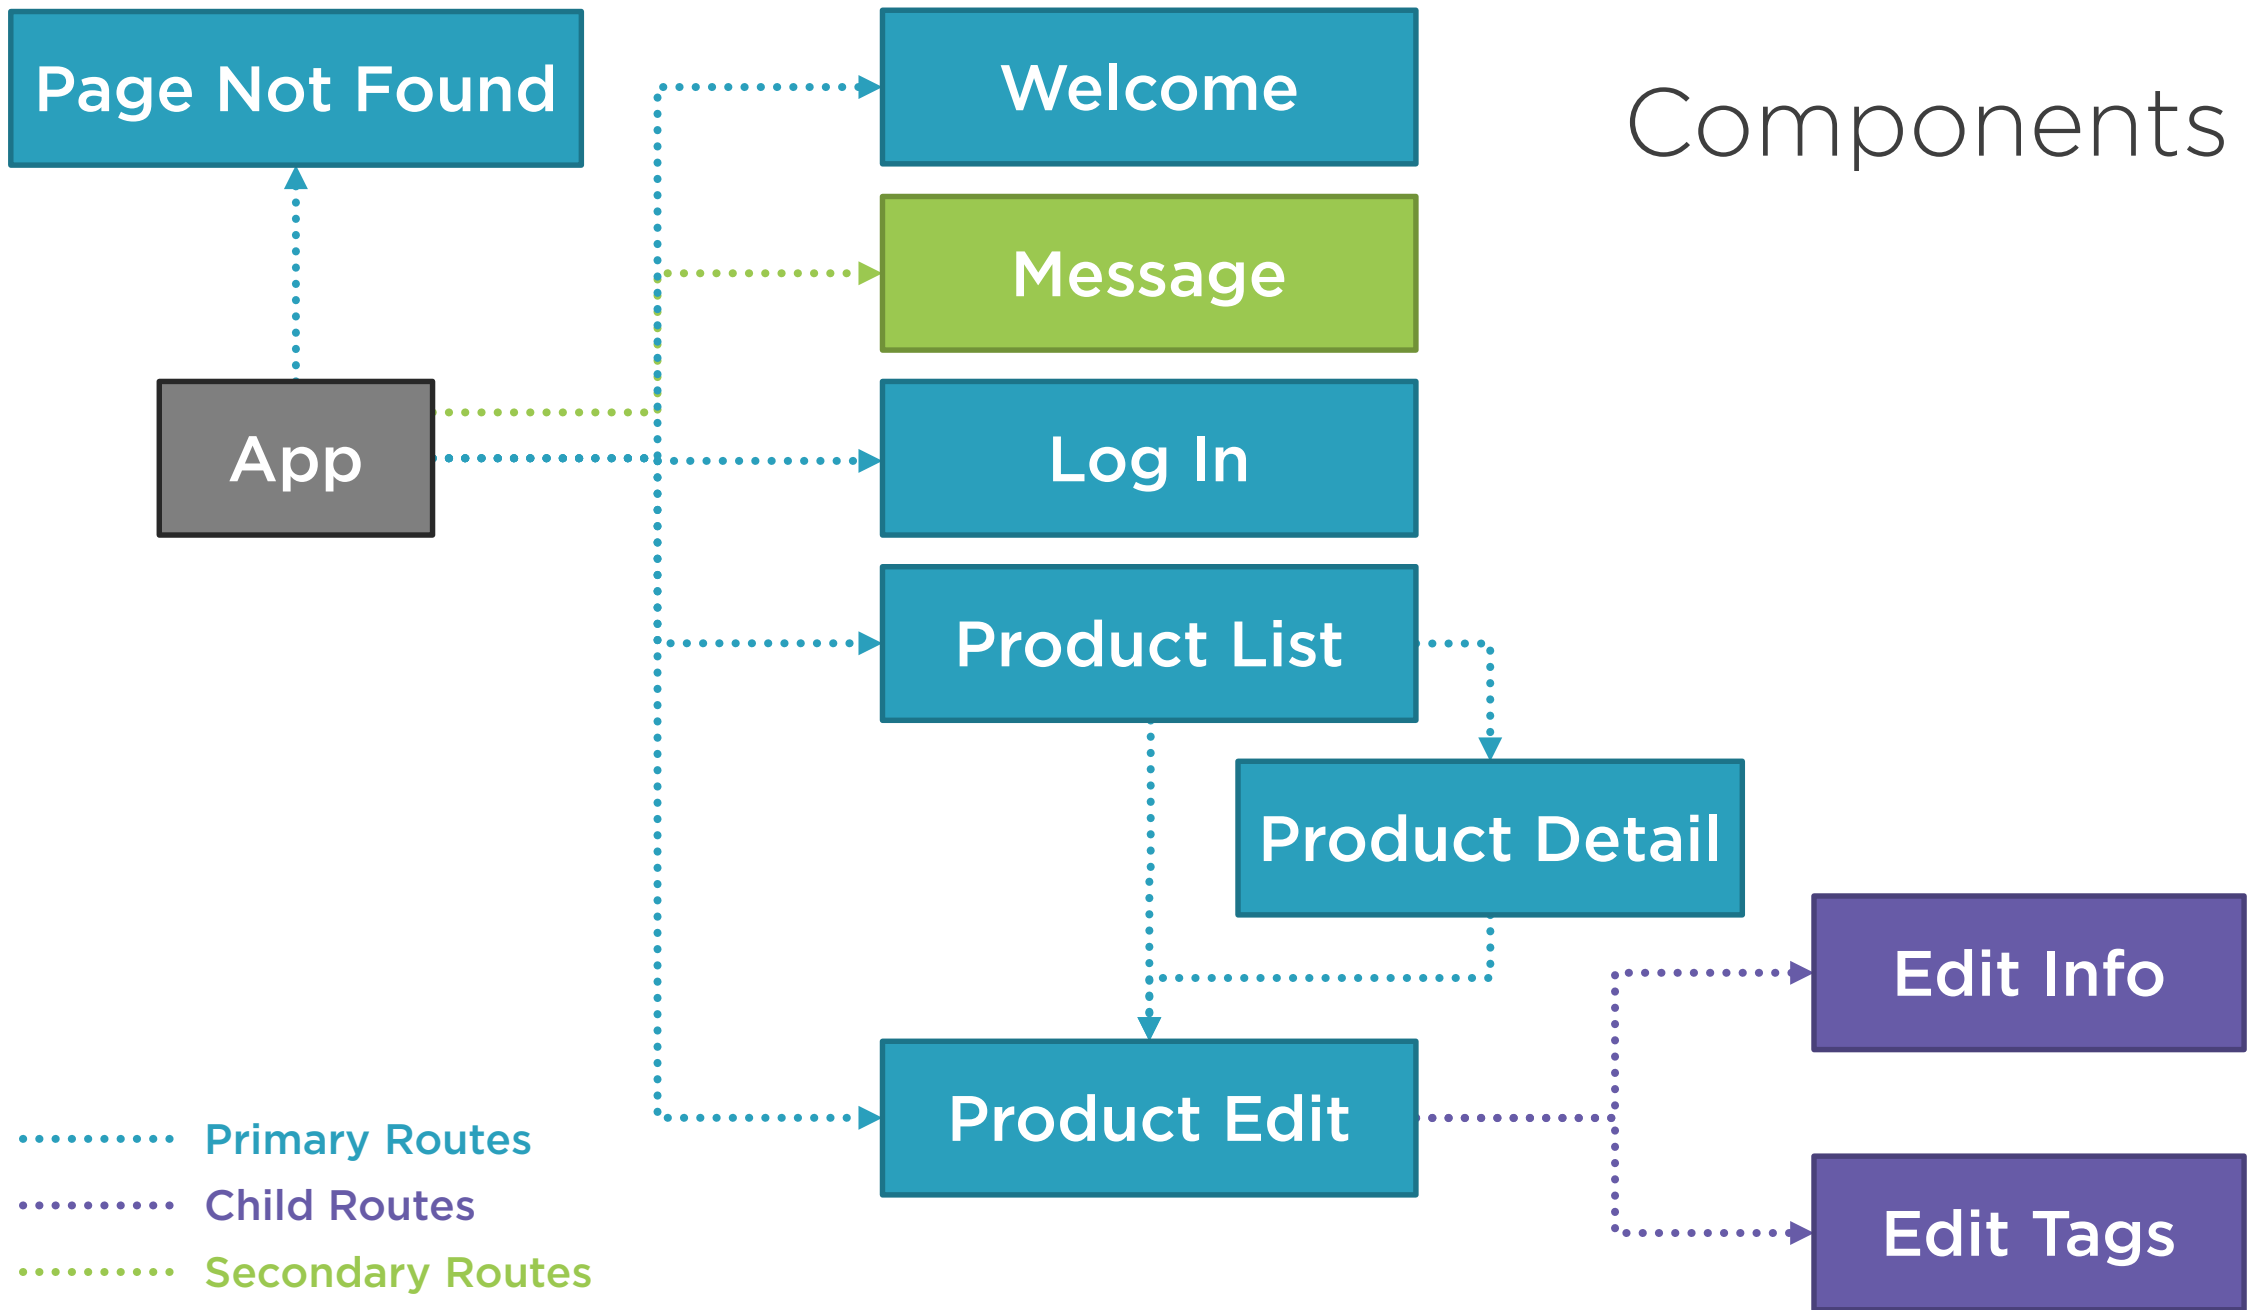 Components
Page Not Found
Welcome
Message
App
Log In
Product List
Product Detail
Edit Info
Product Edit
Edit Tags
Primary Routes
Child Routes
Secondary Routes